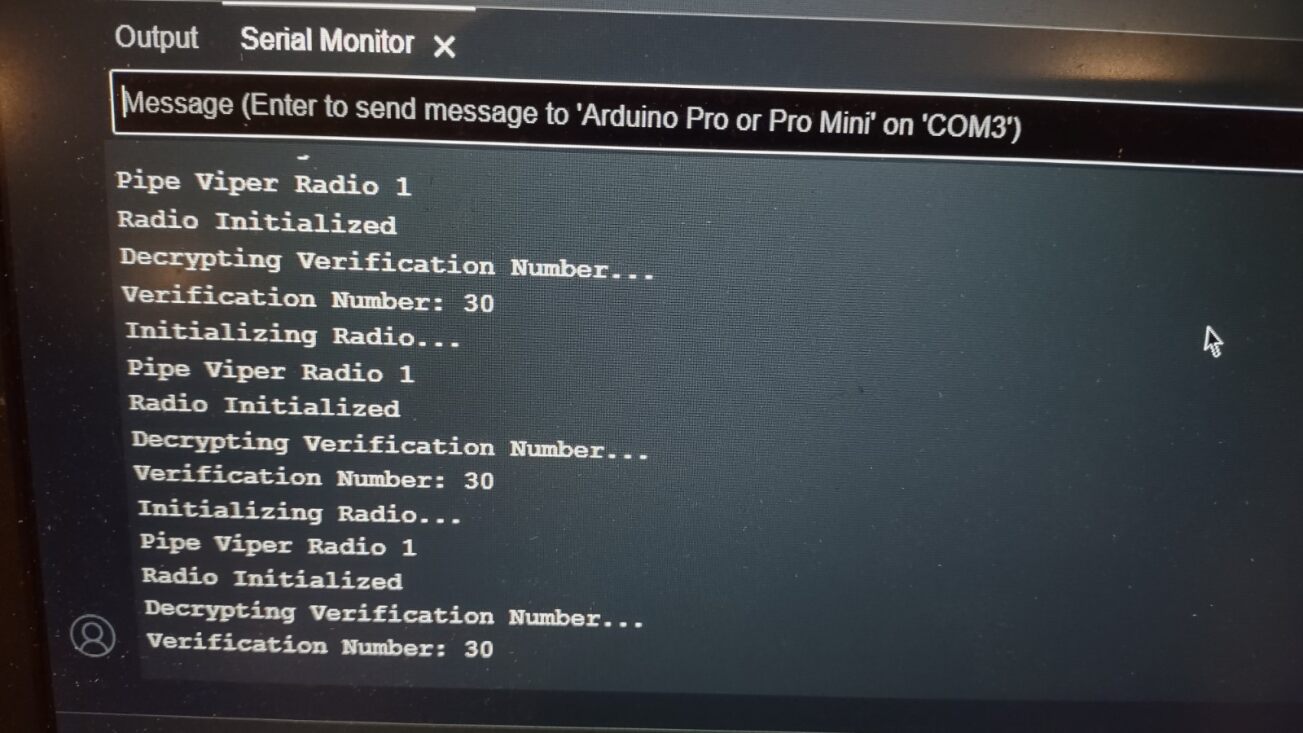 Output Serial Monitor X
Message (Enter to send message to 'Arduino Pro or Pro Mini' on 'COM3')
Pipe Viper Radio 1
Radio Initialized
Decrypting Verification Number...
Verification Number: 30
Initializing Radio...
Pipe Viper Radio 1
Radio Initialized
Decrypting Verification Number...
Verification Number: 30
Initializing Radio...
Pipe Viper Radio 1
Radio Initialized
Decrypting Verification Number...
Verification Number: 30